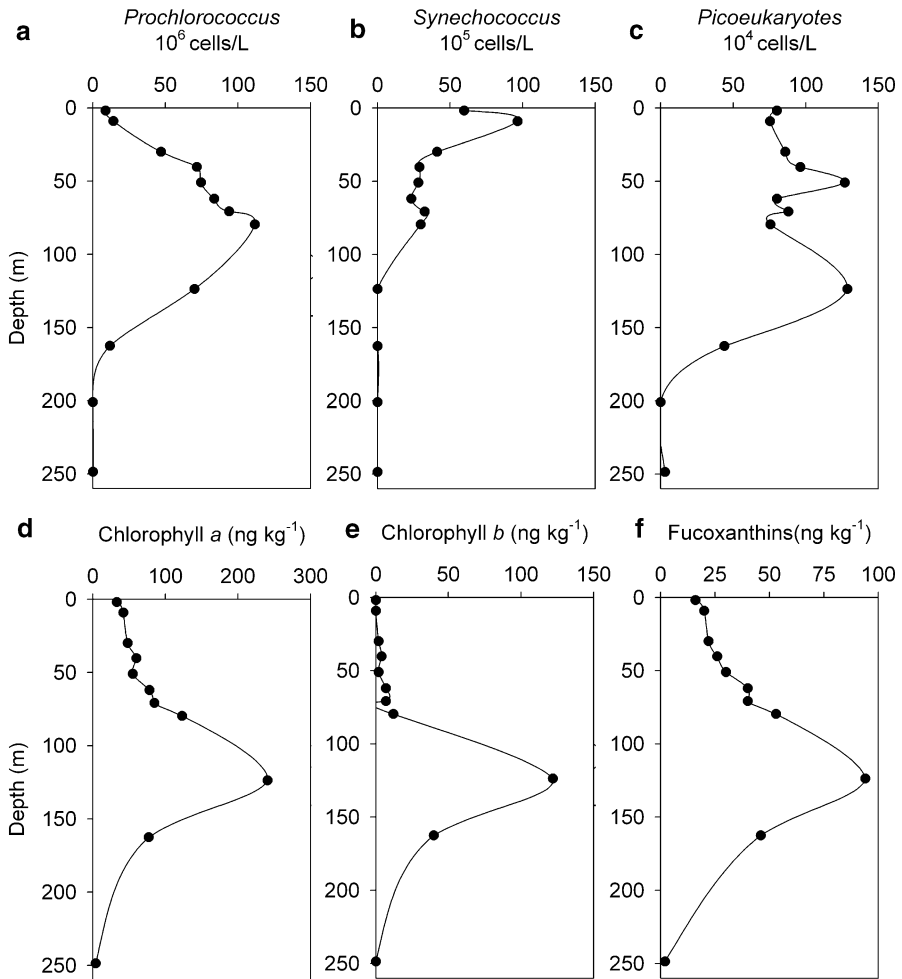 a
Prochlorococcus
10⁶ cells/L
0 50 100 150
Depth (m)
0
50
100
150
200
250
b
Synechococcus
10⁵ cells/L
0 50 100 150
0
50
100
150
200
250
c
Picoeukaryotes
10⁴ cells/L
0 50 100 150
0
50
100
150
200
250
d
Chlorophyll a (ng kg⁻¹)
0 100 200 300
Depth (m)
0
50
100
150
200
250
e
Chlorophyll b (ng kg⁻¹)
0 50 100 150
0
50
100
150
200
250
f
Fucoxanthins(ng kg⁻¹)
0 25 50 75 100
0
50
100
150
200
250